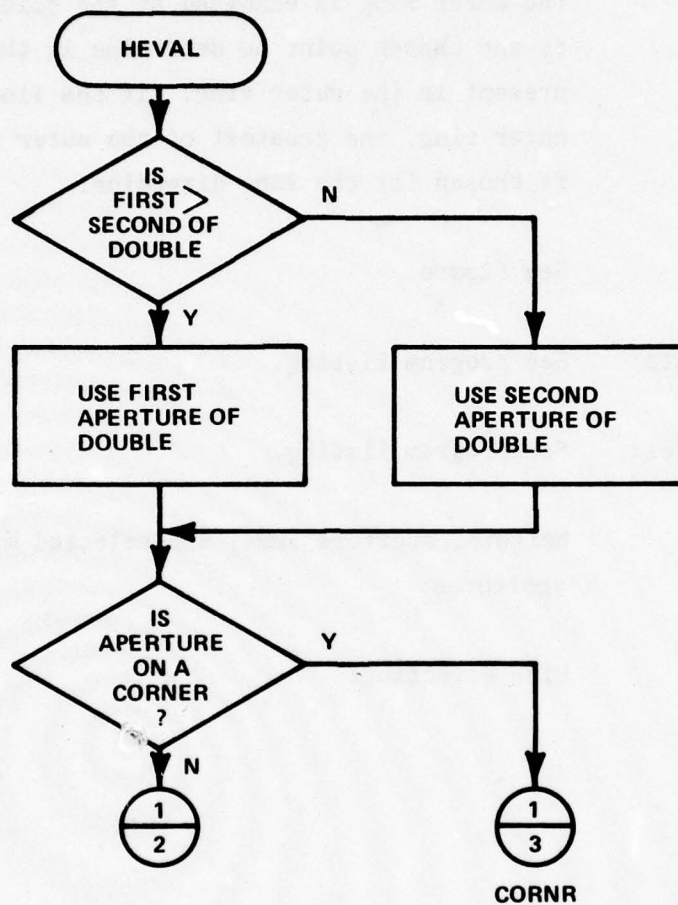 HEVAL
IS
FIRST >
SECOND OF
DOUBLE
N
Y
USE FIRST
APERTURE OF
DOUBLE
USE SECOND
APERTURE OF
DOUBLE
IS
APERTURE
ON A
CORNER
?
Y
N
1
2
1
3
CORNR